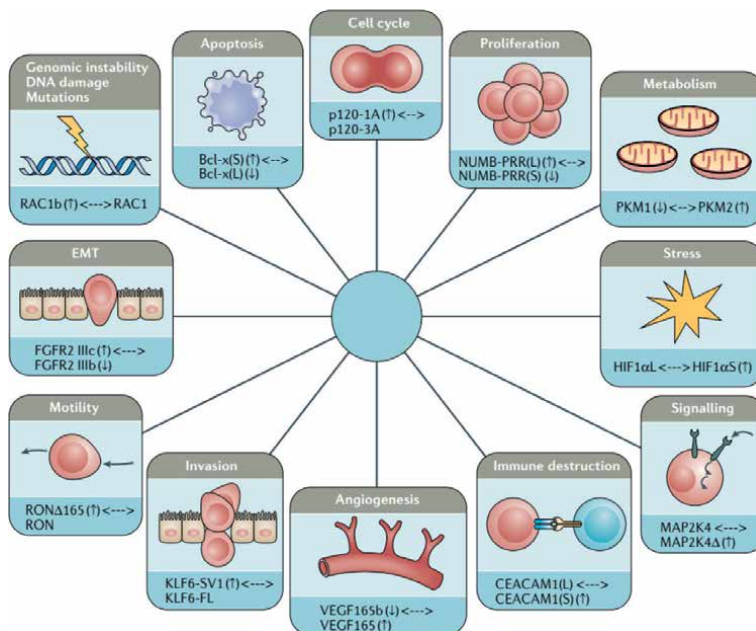 Cell cycle
p120-1A(↑)<-->
p120-3A
Apoptosis
Bcl-x(S)(↑)<-->
Bcl-x(L)(↓)
Proliferation
NUMB-PRR(L)(↑)<-->
NUMB-PRR(S)(↓)
Genomic instability
DNA damage
Mutations
RAC1b(↑)<--->RAC1
Metabolism
PKM1(↓)<-->PKM2(↑)
EMT
FGFR2 IIIc(↑)<--->
FGFR2 IIIb(↓)
Stress
HIF1αL<--->HIF1αS(↑)
Motility
RONΔ165(↑)<--->
RON
Signalling
MAP2K4 <--->
MAP2K4Δ(↑)
Invasion
KLF6-SV1(↑)<--->
KLF6-FL
Angiogenesis
VEGF165b(↓)<--->
VEGF165(↑)
Immune destruction
CEACAM1(L) <--->
CEACAM1(S)(↑)